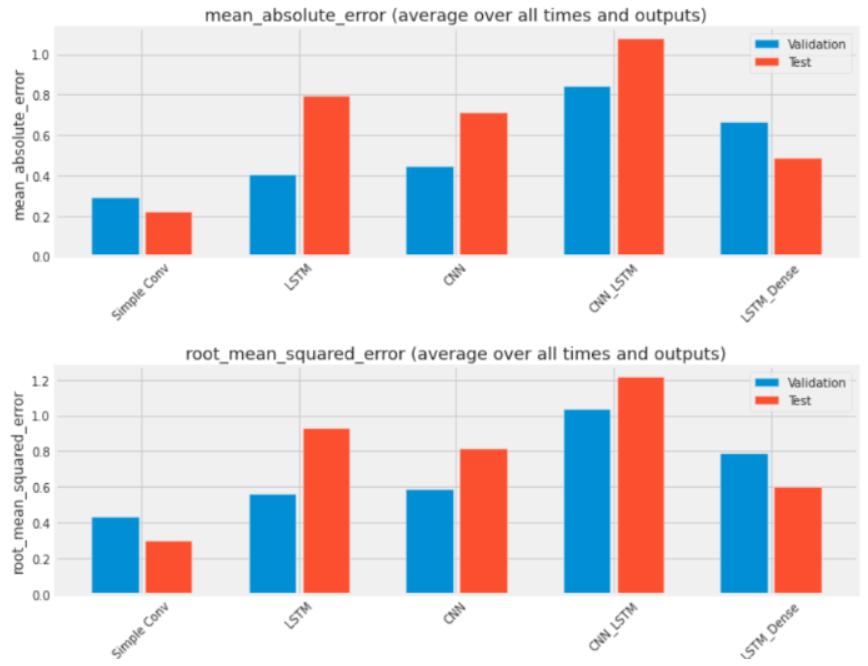 mean_absolute_error (average over all times and outputs)
mean_absolute_error
1.0
0.8
0.6
0.4
0.2
0.0
Validation
Test
Simple Conv
LSTM
CNN
CNN_LSTM
LSTM_Dense
root_mean_squared_error (average over all times and outputs)
root_mean_squared_error
1.2
1.0
0.8
0.6
0.4
0.2
0.0
Validation
Test
Simple Conv
LSTM
CNN
CNN_LSTM
LSTM_Dense